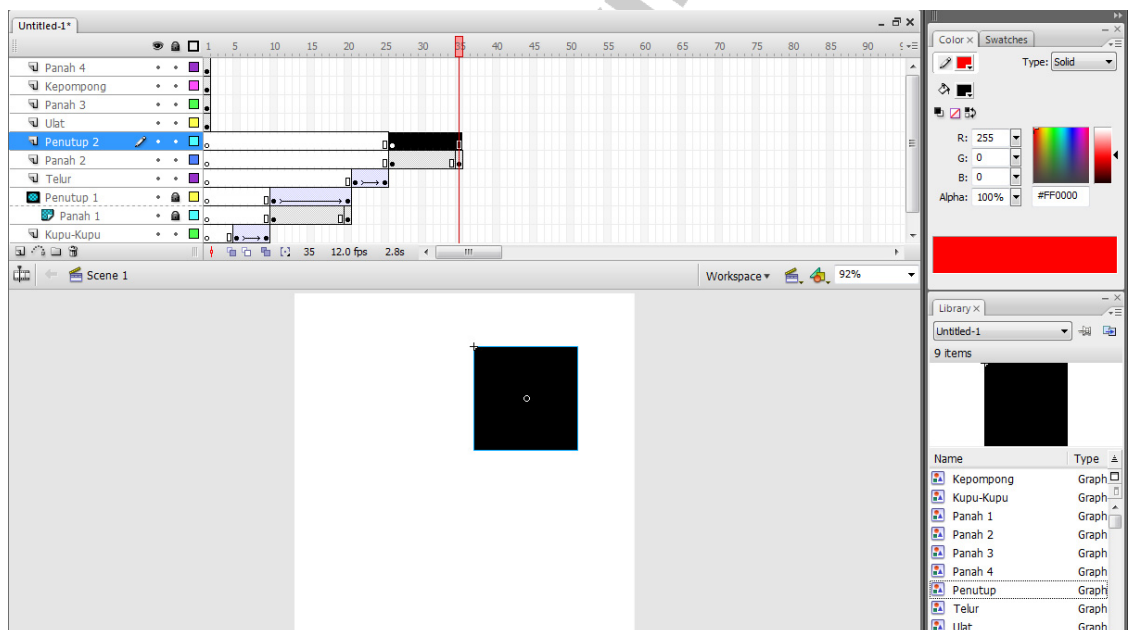 Untitled-1*
1 5 10 15 20 25 30 35 40 45 50 55 60 65 70 75 80 85 90
Panah 4
Kepompong
Panah 3
Ulat
Penutup 2
Panah 2
Telur
Penutup 1
Panah 1
Kupu-Kupu
35 12.0 fps 2.8s
Scene 1
Workspace 92%
Color × Swatches
Type: Solid
R: 255
G: 0
B: 0
Alpha: 100% #FF0000
Library ×
Untitled-1
9 items
Name Type
Kepompong Graph
Kupu-Kupu Graph
Panah 1 Graph
Panah 2 Graph
Panah 3 Graph
Panah 4 Graph
Penutup Graph
Telur Graph
Ulat Graph